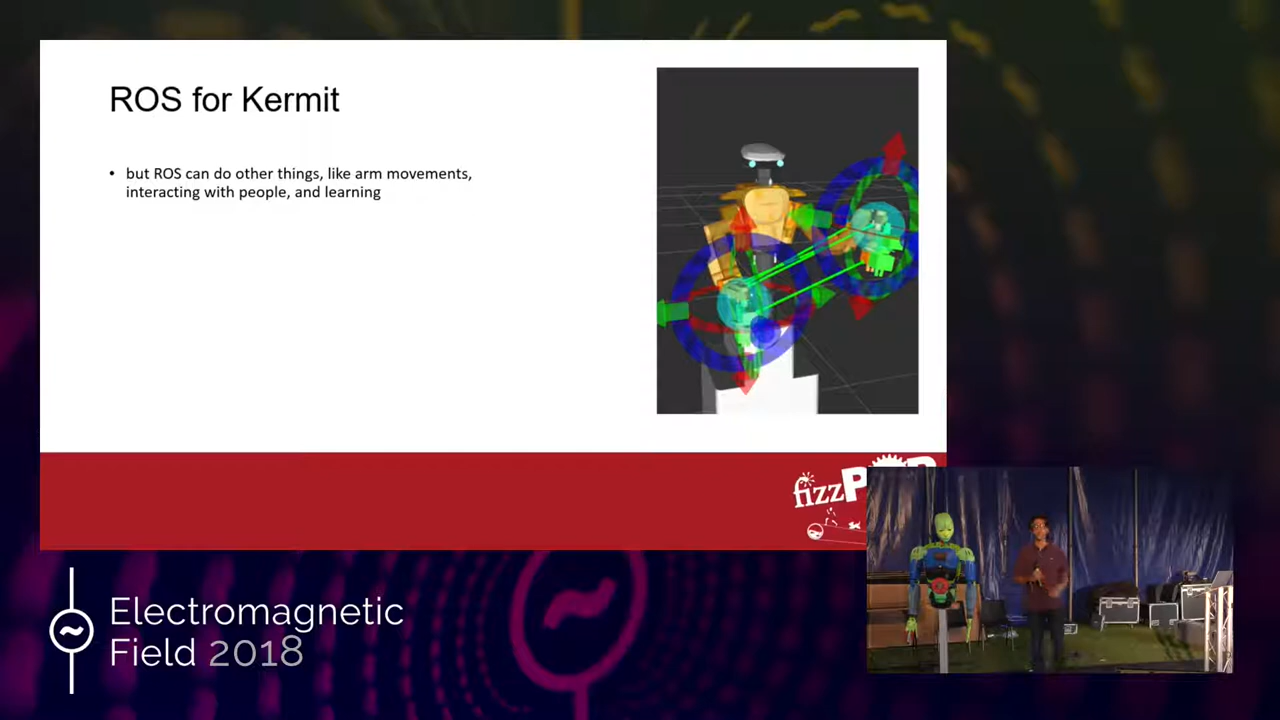 ROS for Kermit
• but ROS can do other things, like arm movements,
interacting with people, and learning
fizzP
Electromagnetic
Field 2018